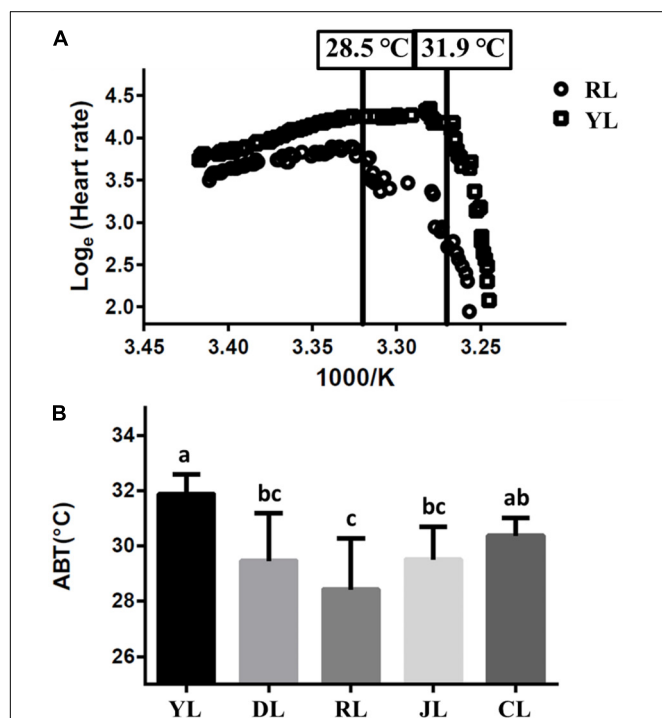 A
28.5 °C 31.9 °C
RL
YL
4.5
4.0
3.5
3.0
2.5
2.0
Loge (Heart rate)
3.45 3.40 3.35 3.30 3.25
1000/K
B
34
32
30
28
26
ABT(°C)
a bc c bc ab
YL DL RL JL CL